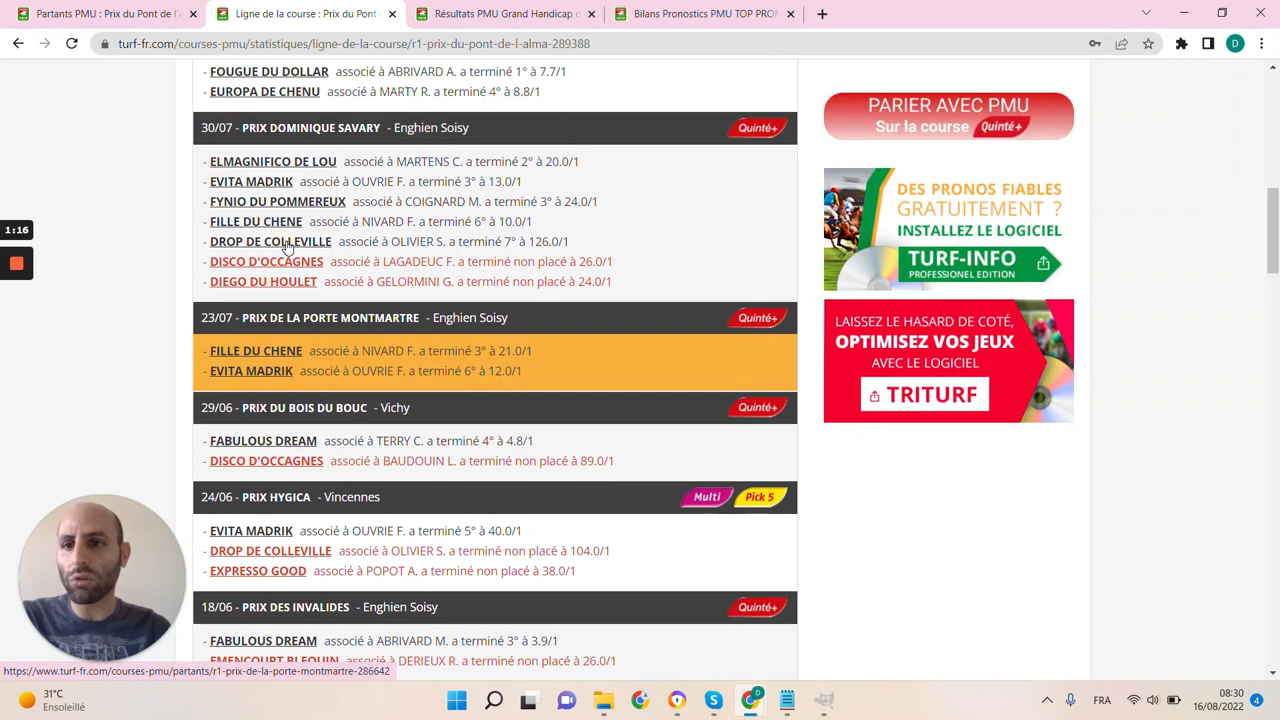 Partants PMU : Prix du Pont de l'A
Ligne de la course : Prix du Pont
Résultats PMU Grand Handicap d
Bilans Pronostics PMU TOP PRON
turf-fr.com/courses-pmu/statistiques/ligne-de-la-course/r1-prix-du-pont-de-l-alma-289388
D
- FOUGUE DU DOLLAR associé à ABRIVARD A. a terminé 1° à 7.7/1
- EUROPA DE CHENU associé à MARTY R. a terminé 4° à 8.8/1
30/07 - PRIX DOMINIQUE SAVARY - Enghien Soisy Quinté+
- ELMAGNIFICO DE LOU associé à MARTENS C. a terminé 2° à 20.0/1
- EVITA MADRIK associé à OUVRIE F. a terminé 3° à 13.0/1
- FYNIO DU POMMEREUX associé à COIGNARD M. a terminé 3° à 24.0/1
- FILLE DU CHENE associé à NIVARD F. a terminé 6° à 10.0/1
- DROP DE COLLEVILLE associé à OLIVIER S. a terminé 7° à 126.0/1
- DISCO D'OCCAGNES associé à LAGADEUC F. a terminé non placé à 26.0/1
- DIEGO DU HOULET associé à GELORMINI G. a terminé non placé à 24.0/1
23/07 - PRIX DE LA PORTE MONTMARTRE - Enghien Soisy Quinté+
- FILLE DU CHENE associé à NIVARD F. a terminé 3° à 21.0/1
- EVITA MADRIK associé à OUVRIE F. a terminé 6° à 12.0/1
29/06 - PRIX DU BOIS DU BOUC - Vichy Quinté+
- FABULOUS DREAM associé à TERRY C. a terminé 4° à 4.8/1
- DISCO D'OCCAGNES associé à BAUDOUIN L. a terminé non placé à 89.0/1
24/06 - PRIX HYGICA - Vincennes Multi Pick 5
- EVITA MADRIK associé à OUVRIE F. a terminé 5° à 40.0/1
- DROP DE COLLEVILLE associé à OLIVIER S. a terminé non placé à 104.0/1
- EXPRESSO GOOD associé à POPOT A. a terminé non placé à 38.0/1
18/06 - PRIX DES INVALIDES - Enghien Soisy Quinté+
- FABULOUS DREAM associé à ABRIVARD M. a terminé 3° à 3.9/1
- EMENCOURT BLEQUIN associé à DERIEUX R. a terminé non placé à 26.0/1
PARIER AVEC PMU
Sur la course Quinté+
DES PRONOS FIABLES
GRATUITEMENT ?
INSTALLEZ LE LOGICIEL
TURF-INFO
PROFESSIONEL EDITION
LAISSEZ LE HASARD DE COTÉ,
OPTIMISEZ VOS JEUX
AVEC LE LOGICIEL
TRITURF
1:16
https://www.turf-fr.com/courses-pmu/partants/r1-prix-de-la-porte-montmartre-286642
31°C
Ensoleillé
D
FRA
08:30
16/08/2022
4